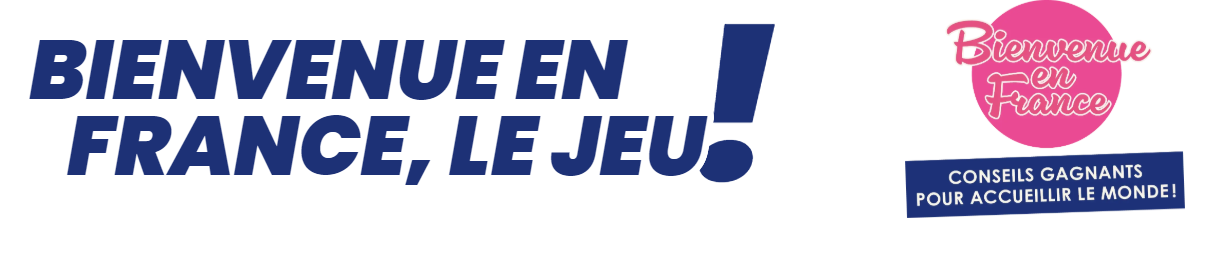 BIENVENUE EN
FRANCE, LE JEU!
Bienvenue
en
France
CONSEILS GAGNANTS
POUR ACCUEILLIR LE MONDE!